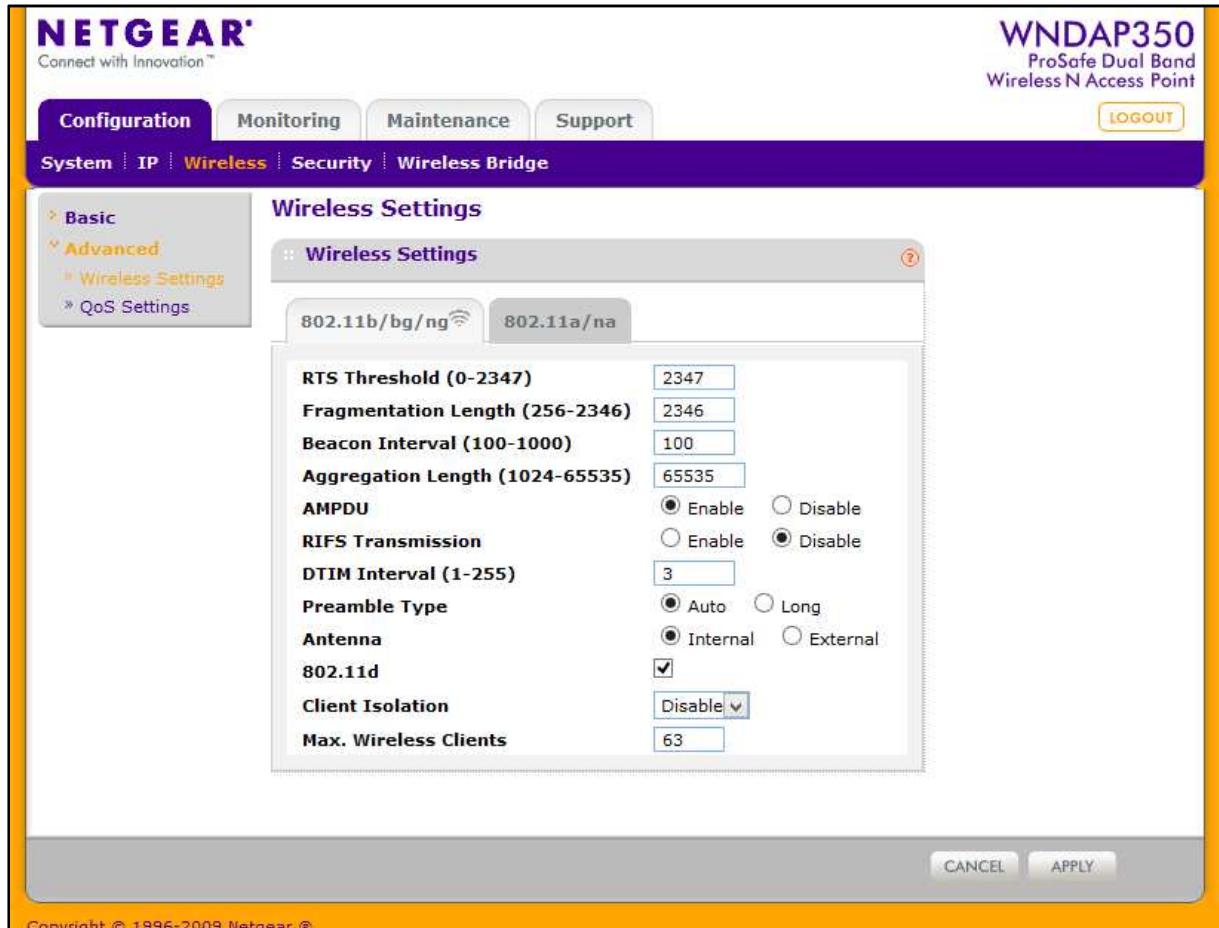 NETGEAR®
Connect with Innovation™
WNDAP350
ProSafe Dual Band
Wireless N Access Point
Configuration Monitoring Maintenance Support LOGOUT
System IP Wireless Security Wireless Bridge
Basic
Advanced
Wireless Settings
QoS Settings
Wireless Settings
Wireless Settings ?
802.11b/bg/ng 802.11a/na
RTS Threshold (0-2347) 2347
Fragmentation Length (256-2346) 2346
Beacon Interval (100-1000) 100
Aggregation Length (1024-65535) 65535
AMPDU Enable Disable
RIFS Transmission Enable Disable
DTIM Interval (1-255) 3
Preamble Type Auto Long
Antenna Internal External
802.11d
Client Isolation Disable
Max. Wireless Clients 63
CANCEL APPLY
Copyright © 1996-2009 Netgear ®